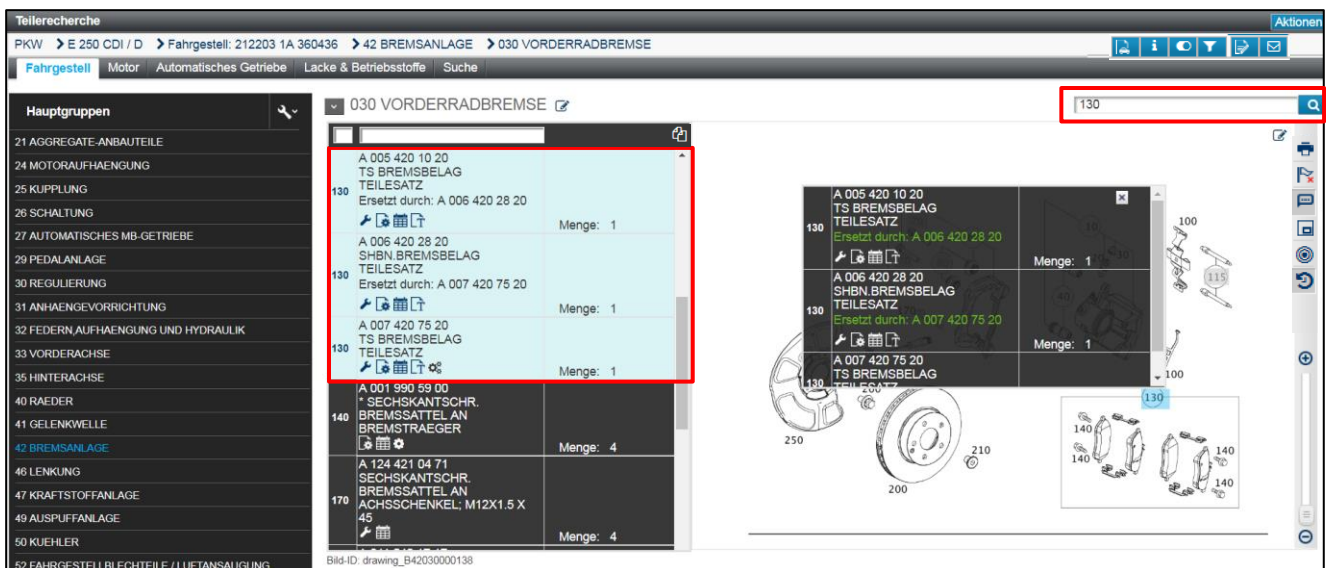 Teilerecherche
Aktionen
PKW > E 250 CDI / D > Fahrgestell: 212203 1A 360436 > 42 BREMSANLAGE > 030 VORDERRADBREMSE
Fahrgestell Motor Automatisches Getriebe Lacke & Betriebsstoffe Suche
Hauptgruppen
21 AGGREGATE-ANBAUTEILE
24 MOTORAUFHAENGUNG
25 KUPPLUNG
26 SCHALTUNG
27 AUTOMATISCHES MB-GETRIEBE
29 PEDALANLAGE
30 REGULIERUNG
31 ANHAENGEVORRICHTUNG
32 FEDERN,AUFHAENGUNG UND HYDRAULIK
33 VORDERACHSE
35 HINTERACHSE
40 RAEDER
41 GELENKWELLE
42 BREMSANLAGE
46 LENKUNG
47 KRAFTSTOFFANLAGE
49 AUSPUFFANLAGE
50 KUEHLER
52 FAHRGESTELLBLECHTEILE / LUFTANSAUGUNG
030 VORDERRADBREMSE
130
A 005 420 10 20
TS BREMSBELAG
130 TEILESATZ
Ersetzt durch: A 006 420 28 20
Menge: 1
A 006 420 28 20
SHBN.BREMSBELAG
130 TEILESATZ
Ersetzt durch: A 007 420 75 20
Menge: 1
A 007 420 75 20
TS BREMSBELAG
130 TEILESATZ
Menge: 1
A 001 990 59 00
* SECHSKANTSCHR.
140 BREMSSATTEL AN
BREMSTRAEGER
Menge: 4
A 124 421 04 71
SECHSKANTSCHR.
BREMSSATTEL AN
170 ACHSSCHENKEL; M12X1.5 X
45
Menge: 4
Bild-ID: drawing_B42030000138
A 005 420 10 20
TS BREMSBELAG
130 TEILESATZ
Ersetzt durch: A 006 420 28 20
Menge: 1
A 006 420 28 20
SHBN.BREMSBELAG
130 TEILESATZ
Ersetzt durch: A 007 420 75 20
Menge: 1
A 007 420 75 20
TS BREMSBELAG
130 TEILESATZ
100
10
30
115
40
100
130
200
250
210
200
140
140
140
140